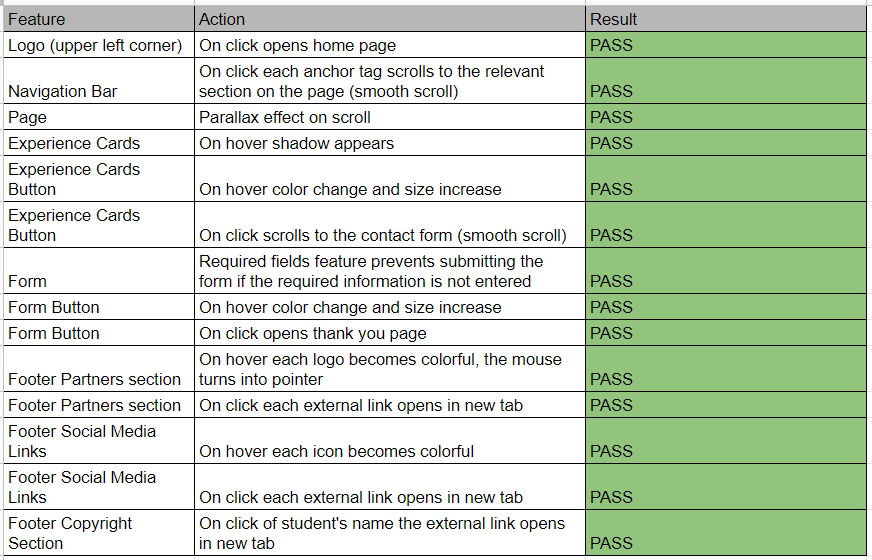 Feature Action Result
Logo (upper left corner) On click opens home page PASS
On click each anchor tag scrolls to the relevant
Navigation Bar section on the page (smooth scroll) PASS
Page Parallax effect on scroll PASS
Experience Cards On hover shadow appears PASS
Experience Cards
Button On hover color change and size increase PASS
Experience Cards
Button On click scrolls to the contact form (smooth scroll) PASS
Required fields feature prevents submitting the
Form form if the required information is not entered PASS
Form Button On hover color change and size increase PASS
Form Button On click opens thank you page PASS
On hover each logo becomes colorful, the mouse
Footer Partners section turns into pointer PASS
Footer Partners section On click each external link opens in new tab PASS
Footer Social Media
Links On hover each icon becomes colorful PASS
Footer Social Media
Links On click each external link opens in new tab PASS
Footer Copyright On click of student's name the external link opens
Section in new tab PASS